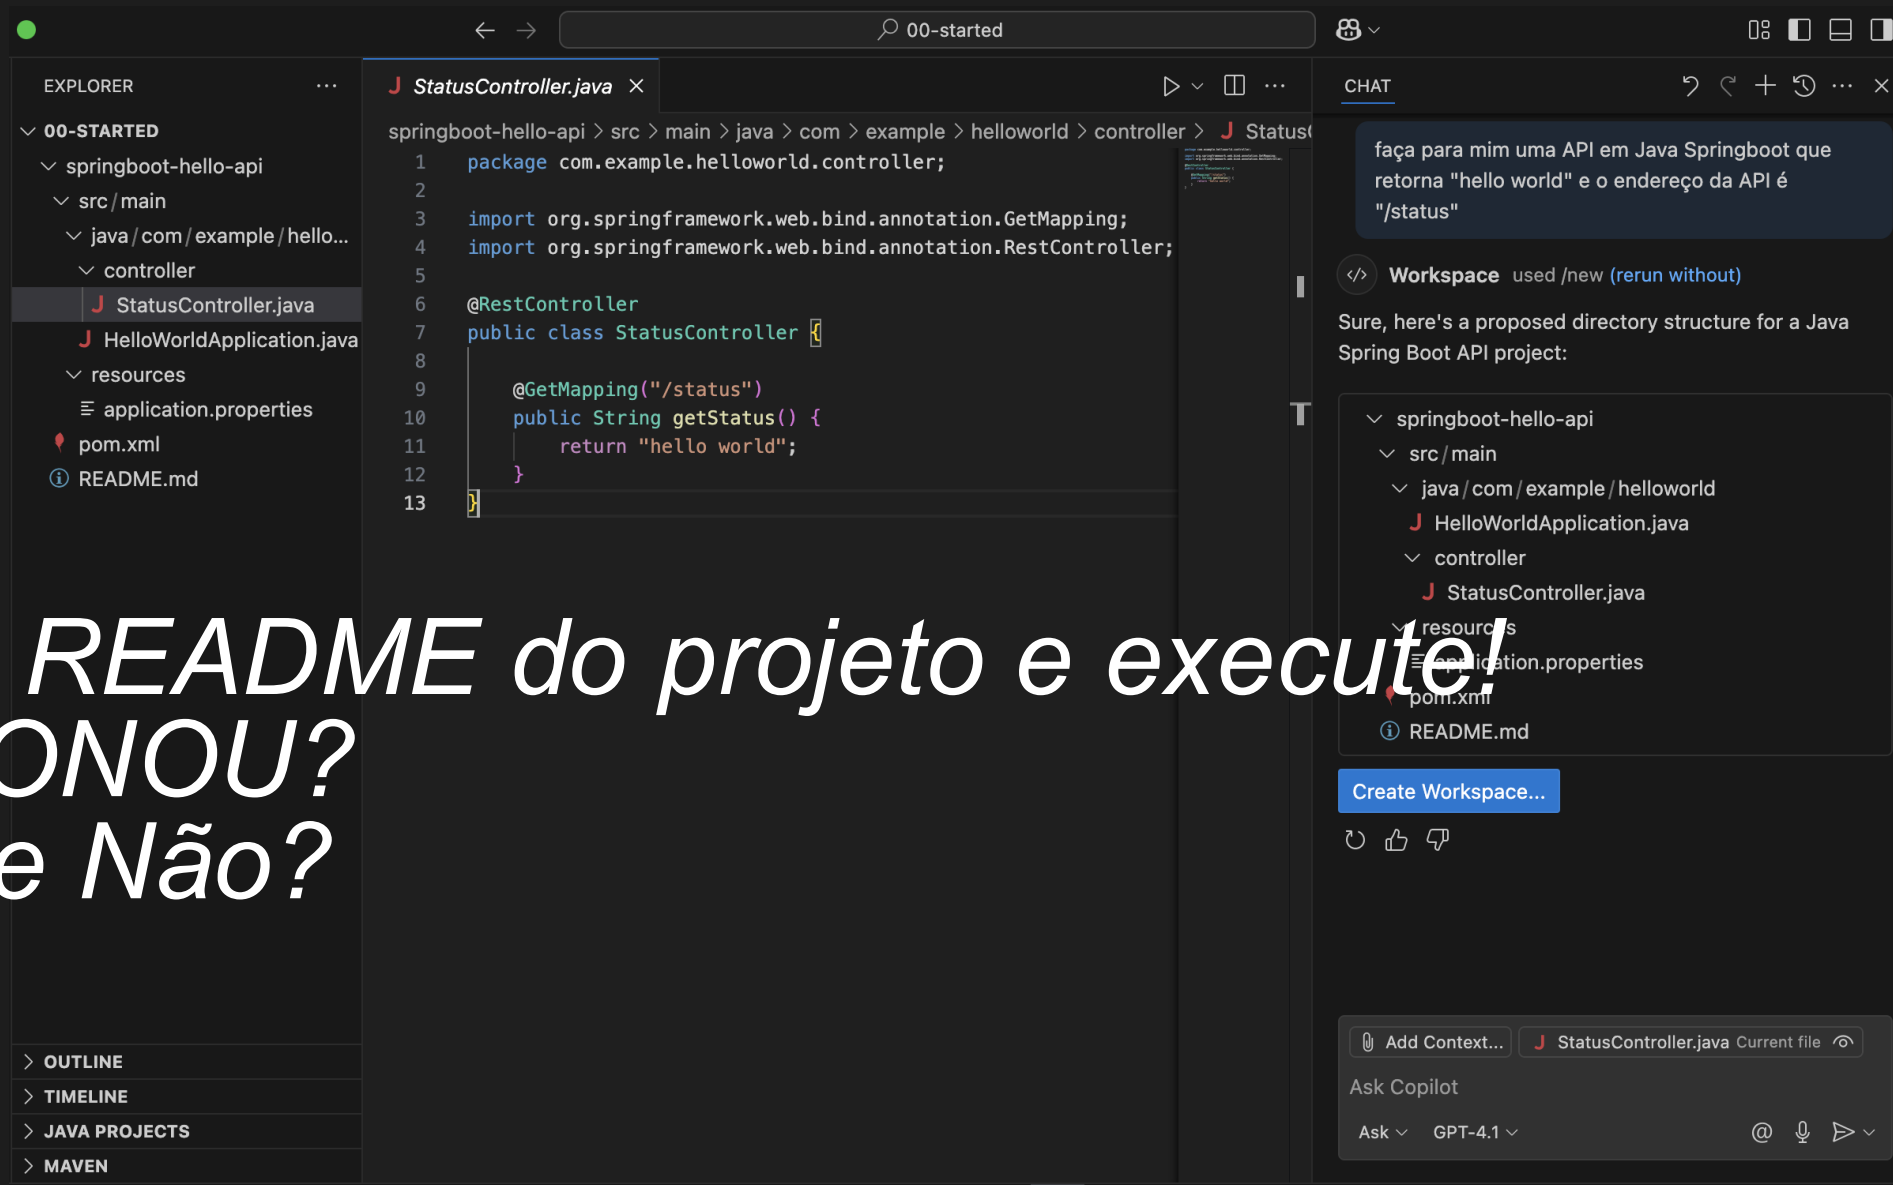 00-started
EXPLORER
00-STARTED
springboot-hello-api
src/main
java/com/example/hello...
controller
StatusController.java
HelloWorldApplication.java
resources
application.properties
pom.xml
README.md
OUTLINE
TIMELINE
JAVA PROJECTS
MAVEN
StatusController.java
springboot-hello-api > src > main > java > com > example > helloworld > controller >
1 package com.example.helloworld.controller;
2
3 import org.springframework.web.bind.annotation.GetMapping;
4 import org.springframework.web.bind.annotation.RestController;
5
6 @RestController
7 public class StatusController {
8
9 @GetMapping("/status")
10 public String getStatus() {
11 return "hello world";
12 }
13 }
README do projeto e execute!
ONOU?
e Não?
CHAT
faça para mim uma API em Java Springboot que
retorna "hello world" e o endereço da API é
"/status"
Workspace used /new (rerun without)
Sure, here's a proposed directory structure for a Java
Spring Boot API project:
springboot-hello-api
src/main
java/com/example/helloworld
HelloWorldApplication.java
controller
StatusController.java
resources
application.properties
pom.xml
README.md
Create Workspace...
Add Context... StatusController.java Current file
Ask Copilot
Ask GPT-4.1